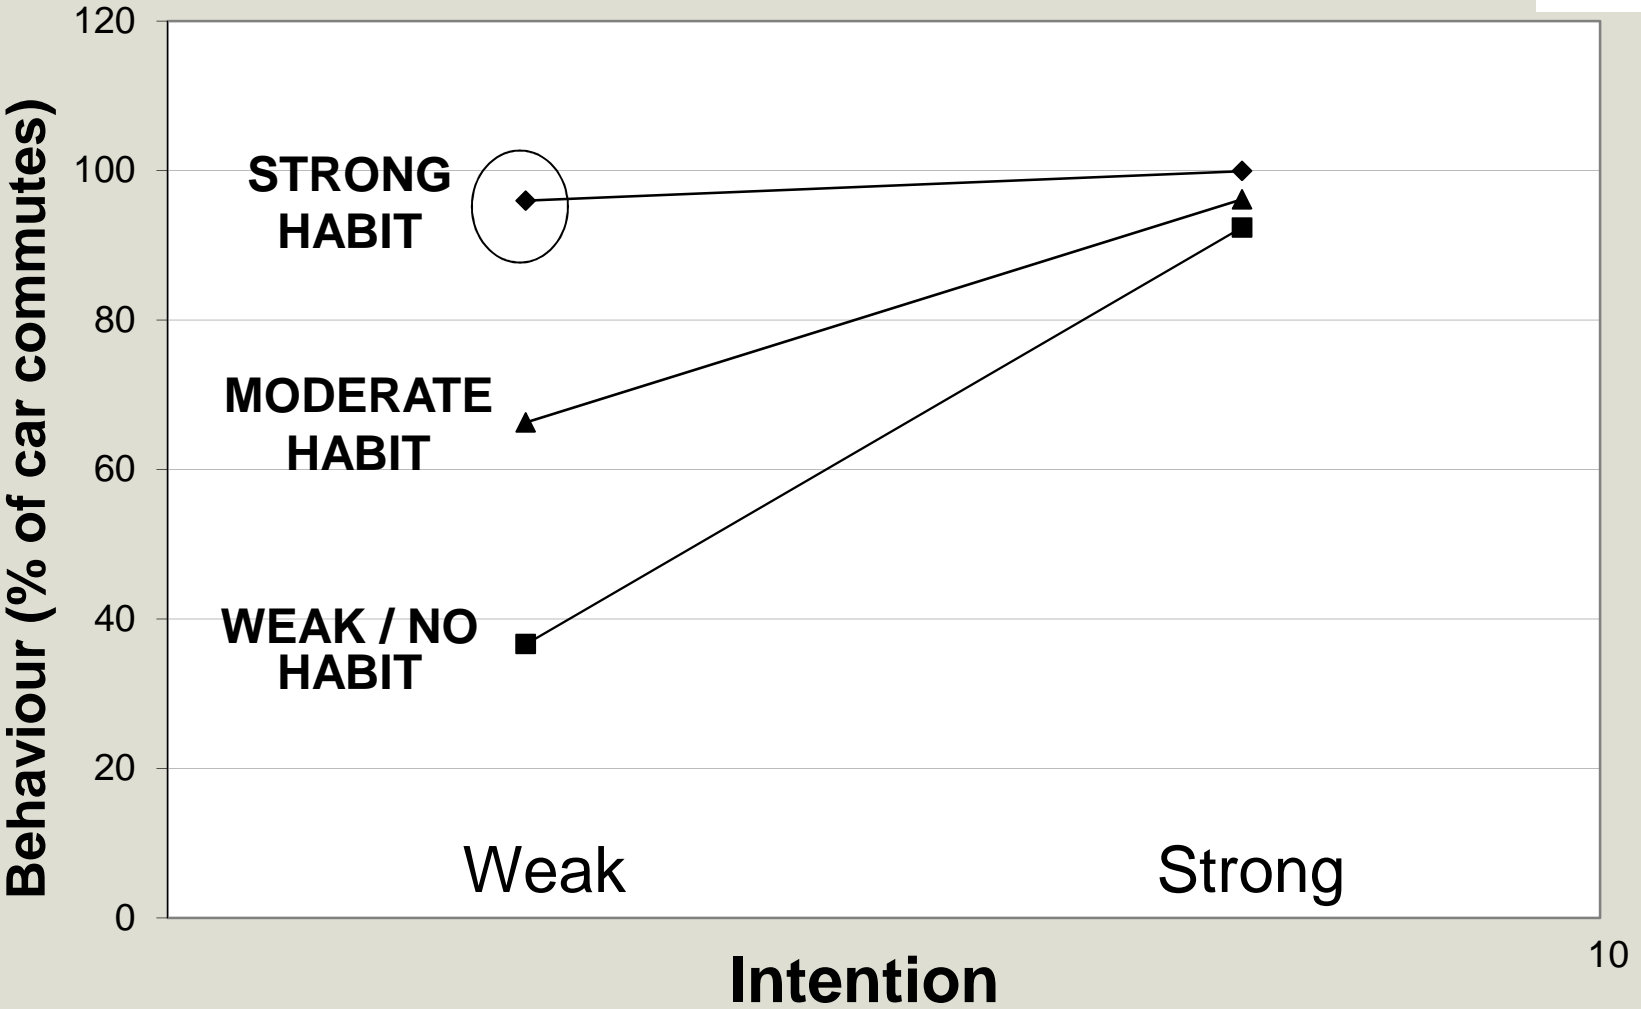 120
100
80
60
40
20
0
Behaviour (% of car commutes)
STRONG
HABIT
MODERATE
HABIT
WEAK / NO
HABIT
Weak
Strong
10
Intention